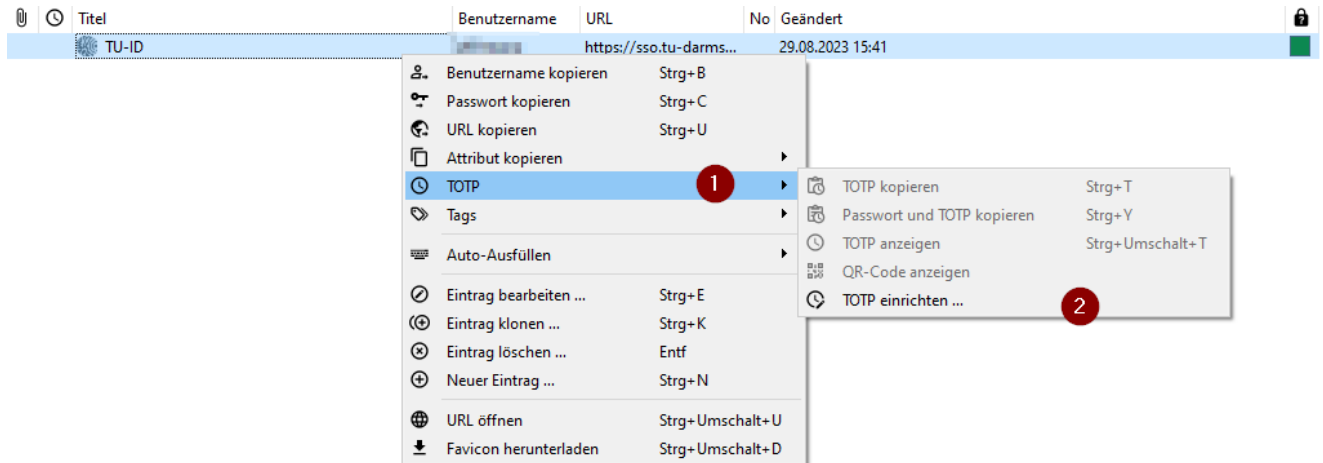 Titel Benutzername URL No Geändert
TU-ID https://sso.tu-darms... 29.08.2023 15:41
Benutzername kopieren Strg+B
Passwort kopieren Strg+C
URL kopieren Strg+U
Attribut kopieren
TOTP 1
TOTP kopieren Strg+T
Passwort und TOTP kopieren Strg+Y
TOTP anzeigen Strg+Umschalt+T
QR-Code anzeigen
TOTP einrichten ... 2
Tags
Auto-Ausfüllen
Eintrag bearbeiten ... Strg+E
Eintrag klonen ... Strg+K
Eintrag löschen ... Entf
Neuer Eintrag ... Strg+N
URL öffnen Strg+Umschalt+U
Favicon herunterladen Strg+Umschalt+D